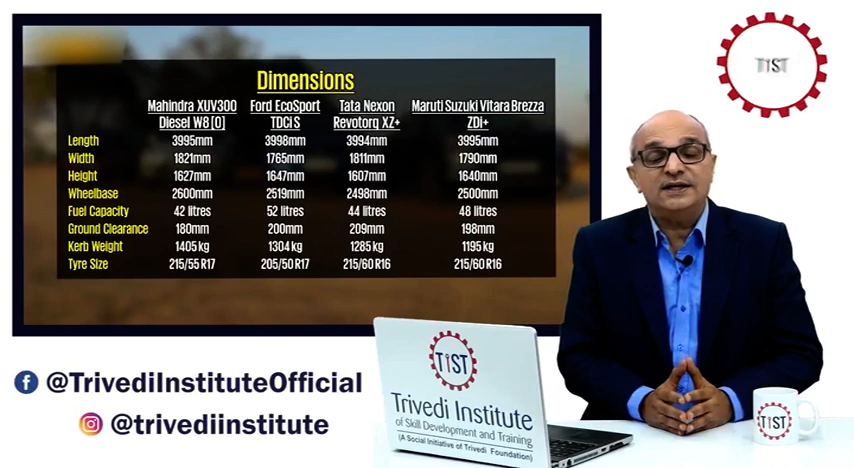 Dimensions
Mahindra XUV300 Ford EcoSport Tata Nexon Maruti Suzuki Vitara Brezza
Diesel W8 [O] TDCi S Revotorq XZ+ ZDi+
Length 3995mm 3998mm 3994mm 3995mm
Width 1821mm 1765mm 1811mm 1790mm
Height 1627mm 1647mm 1607mm 1640mm
Wheelbase 2600mm 2519mm 2498mm 2500mm
Fuel Capacity 42 litres 52 litres 44 litres 48 litres
Ground Clearance 180mm 200mm 209mm 198mm
Kerb Weight 1405 kg 1304 kg 1285 kg 1195 kg
Tyre Size 215/55 R17 205/50 R17 215/60 R16 215/60 R16
TIST
@TrivediInstituteOfficial
@trivediinstitute
TIST
Trivedi Institute
of Skill Development and Training
(A Social Initiative of Trivedi Foundation)
TIST